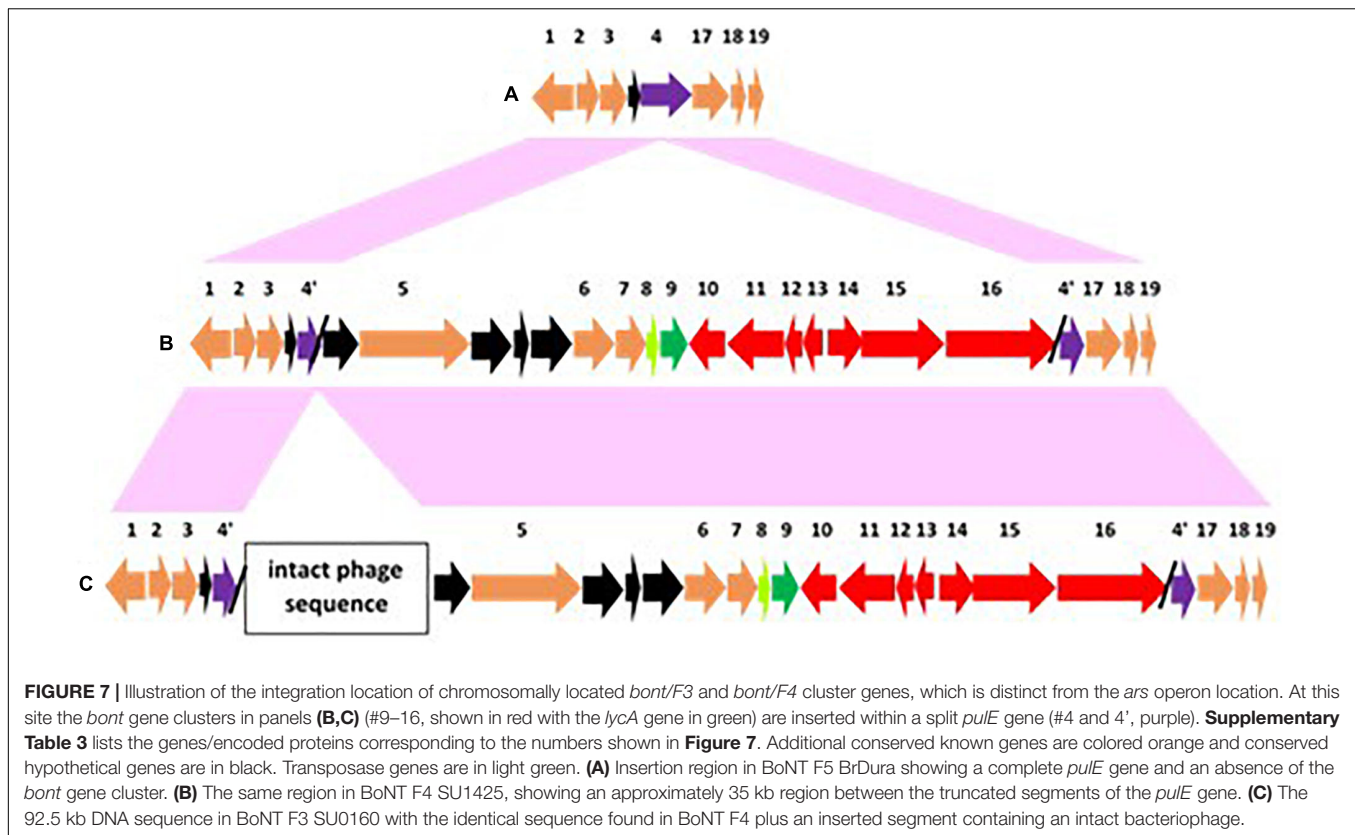 1 2 3 4 17 18 19
A
1 2 3 4' 5 6 7 8 9 10 11 12 13 14 15 16 4' 17 18 19
B
1 2 3 4' 5 6 7 8 9 10 11 12 13 14 15 16 4' 17 18 19
C
intact phage
sequence
FIGURE 7 | Illustration of the integration location of chromosomally located bont/F3 and bont/F4 cluster genes, which is distinct from the ars operon location. At this
site the bont gene clusters in panels (B,C) (#9–16, shown in red with the lycA gene in green) are inserted within a split pulE gene (#4 and 4', purple). Supplementary
Table 3 lists the genes/encoded proteins corresponding to the numbers shown in Figure 7. Additional conserved known genes are colored orange and conserved
hypothetical genes are in black. Transposase genes are in light green. (A) Insertion region in BoNT F5 BrDura showing a complete pulE gene and an absence of the
bont gene cluster. (B) The same region in BoNT F4 SU1425, showing an approximately 35 kb region between the truncated segments of the pulE gene. (C) The
92.5 kb DNA sequence in BoNT F3 SU0160 with the identical sequence found in BoNT F4 plus an inserted segment containing an intact bacteriophage.